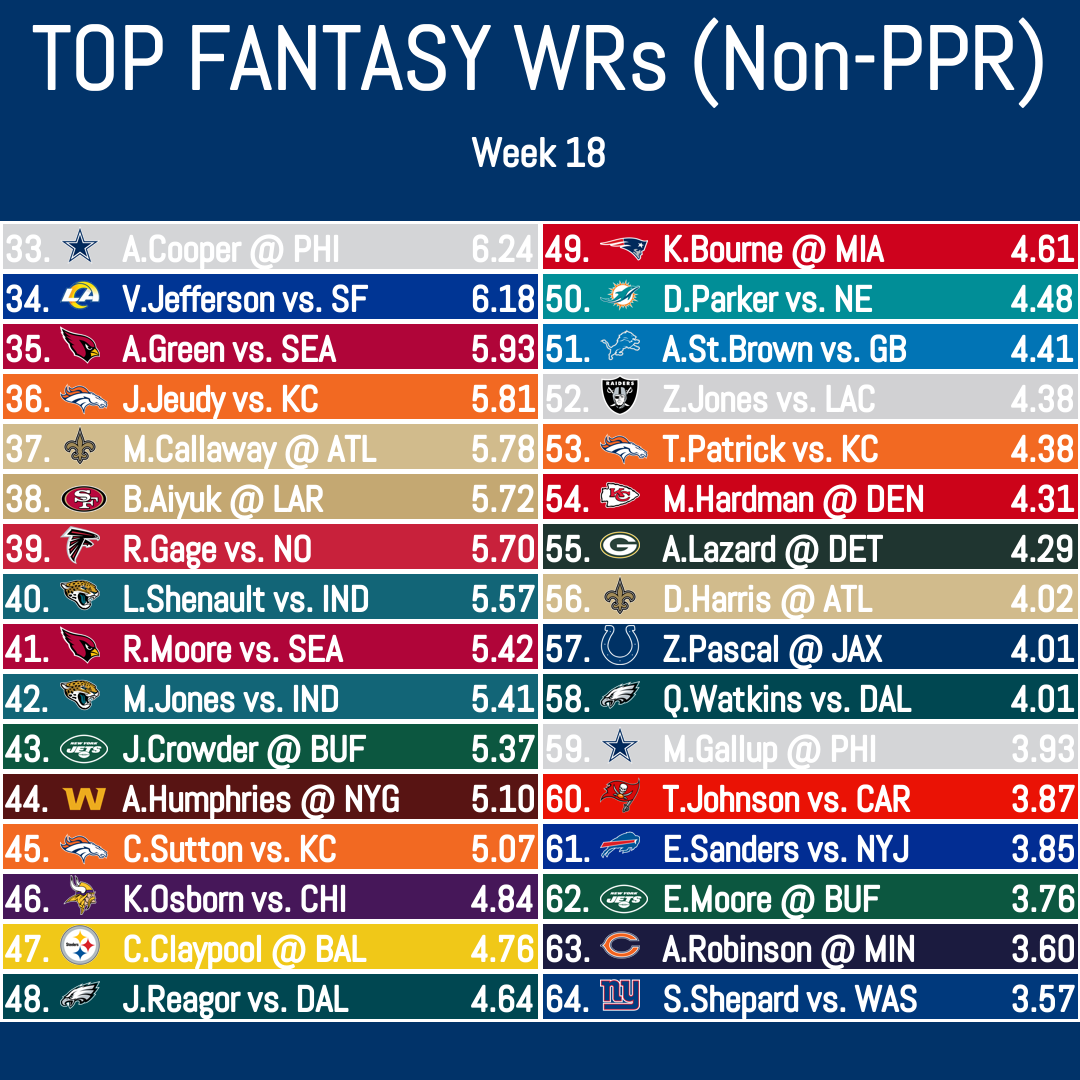 TOP FANTASY WRs (Non-PPR)
Week 18
33. A.Cooper @ PHI 6.24
34. V.Jefferson vs. SF 6.18
35. A.Green vs. SEA 5.93
36. J.Jeudy vs. KC 5.81
37. M.Callaway @ ATL 5.78
38. B.Aiyuk @ LAR 5.72
39. R.Gage vs. NO 5.70
40. L.Shenault vs. IND 5.57
41. R.Moore vs. SEA 5.42
42. M.Jones vs. IND 5.41
43. J.Crowder @ BUF 5.37
44. A.Humphries @ NYG 5.10
45. C.Sutton vs. KC 5.07
46. K.Osborn vs. CHI 4.84
47. C.Claypool @ BAL 4.76
48. J.Reagor vs. DAL 4.64
49. K.Bourne @ MIA 4.61
50. D.Parker vs. NE 4.48
51. A.St.Brown vs. GB 4.41
52. RAIDERS Z.Jones vs. LAC 4.38
53. T.Patrick vs. KC 4.38
54. M.Hardman @ DEN 4.31
55. A.Lazard @ DET 4.29
56. D.Harris @ ATL 4.02
57. Z.Pascal @ JAX 4.01
58. Q.Watkins vs. DAL 4.01
59. M.Gallup @ PHI 3.93
60. T.Johnson vs. CAR 3.87
61. E.Sanders vs. NYJ 3.85
62. E.Moore @ BUF 3.76
63. A.Robinson @ MIN 3.60
64. S.Shepard vs. WAS 3.57